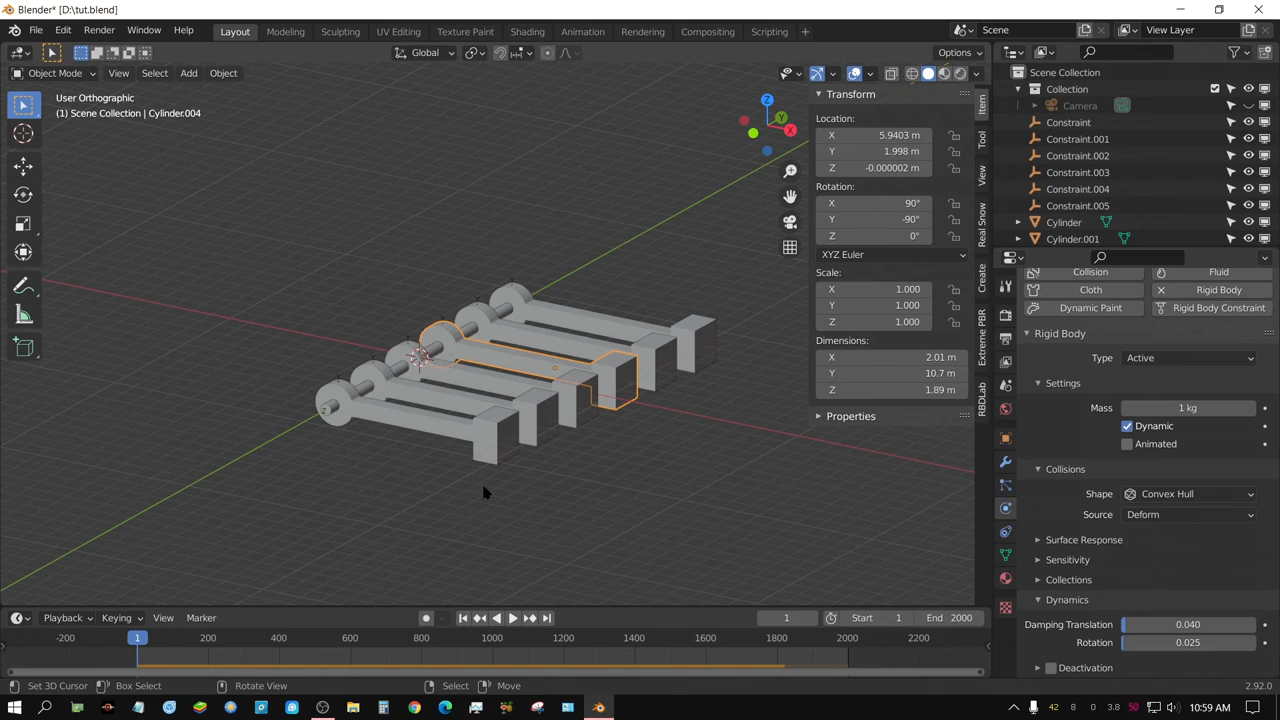 Blender* [D:\tut.blend]
File Edit Render Window Help Layout Modeling Sculpting UV Editing Texture Paint Shading Animation Rendering Compositing Scripting + Scene View Layer
Global Options
Object Mode View Select Add Object
User Orthographic
(1) Scene Collection | Cylinder.004
Z
Y
X
Transform
Location:
X 5.9403 m
Y 1.998 m
Z -0.000002 m
Rotation:
X 90°
Y -90°
Z 0°
XYZ Euler
Scale:
X 1.000
Y 1.000
Z 1.000
Dimensions:
X 2.01 m
Y 10.7 m
Z 1.89 m
Properties
Item
Tool
View
Real Snow
Create
Extreme PBR
RBDLab
Scene Collection
Collection
Camera
Constraint
Constraint.001
Constraint.002
Constraint.003
Constraint.004
Constraint.005
Cylinder
Cylinder.001
Collision Fluid
Cloth Rigid Body
Dynamic Paint Rigid Body Constraint
Rigid Body
Type Active
Settings
Mass 1 kg
Dynamic
Animated
Collisions
Shape Convex Hull
Source Deform
Surface Response
Sensitivity
Collections
Dynamics
Damping Translation 0.040
Rotation 0.025
Deactivation
Playback Keying View Marker 1 Start 1 End 2000
-200 1 200 400 600 800 1000 1200 1400 1600 1800 2000 2200
Set 3D Cursor Box Select Rotate View Select Move 2.92.0
42 8 0 3.8 50 10:59 AM